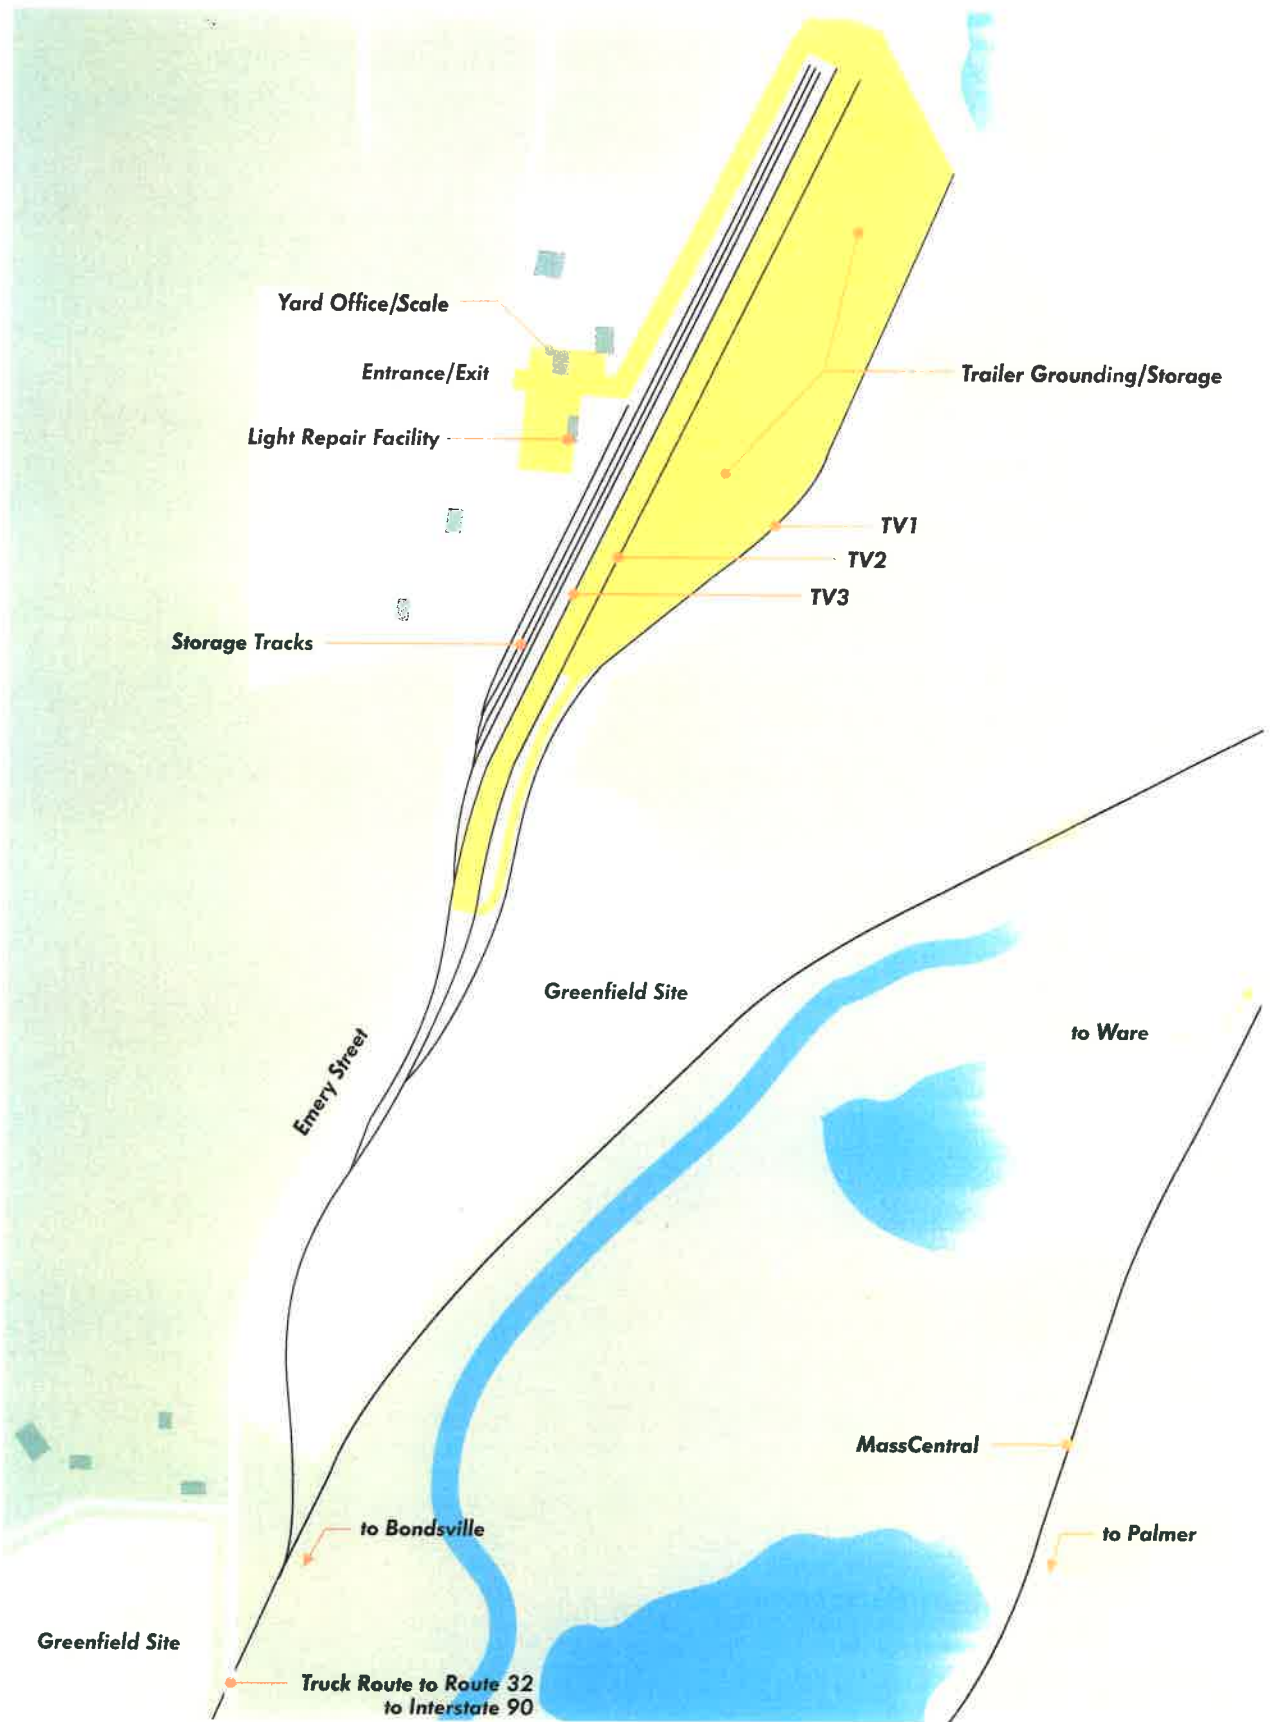 Yard Office/Scale
Entrance/Exit
Trailer Grounding/Storage
Light Repair Facility
TV1
TV2
TV3
Storage Tracks
Greenfield Site
to Ware
Emery Street
MassCentral
to Bondsville
to Palmer
Greenfield Site
Truck Route to Route 32
to Interstate 90